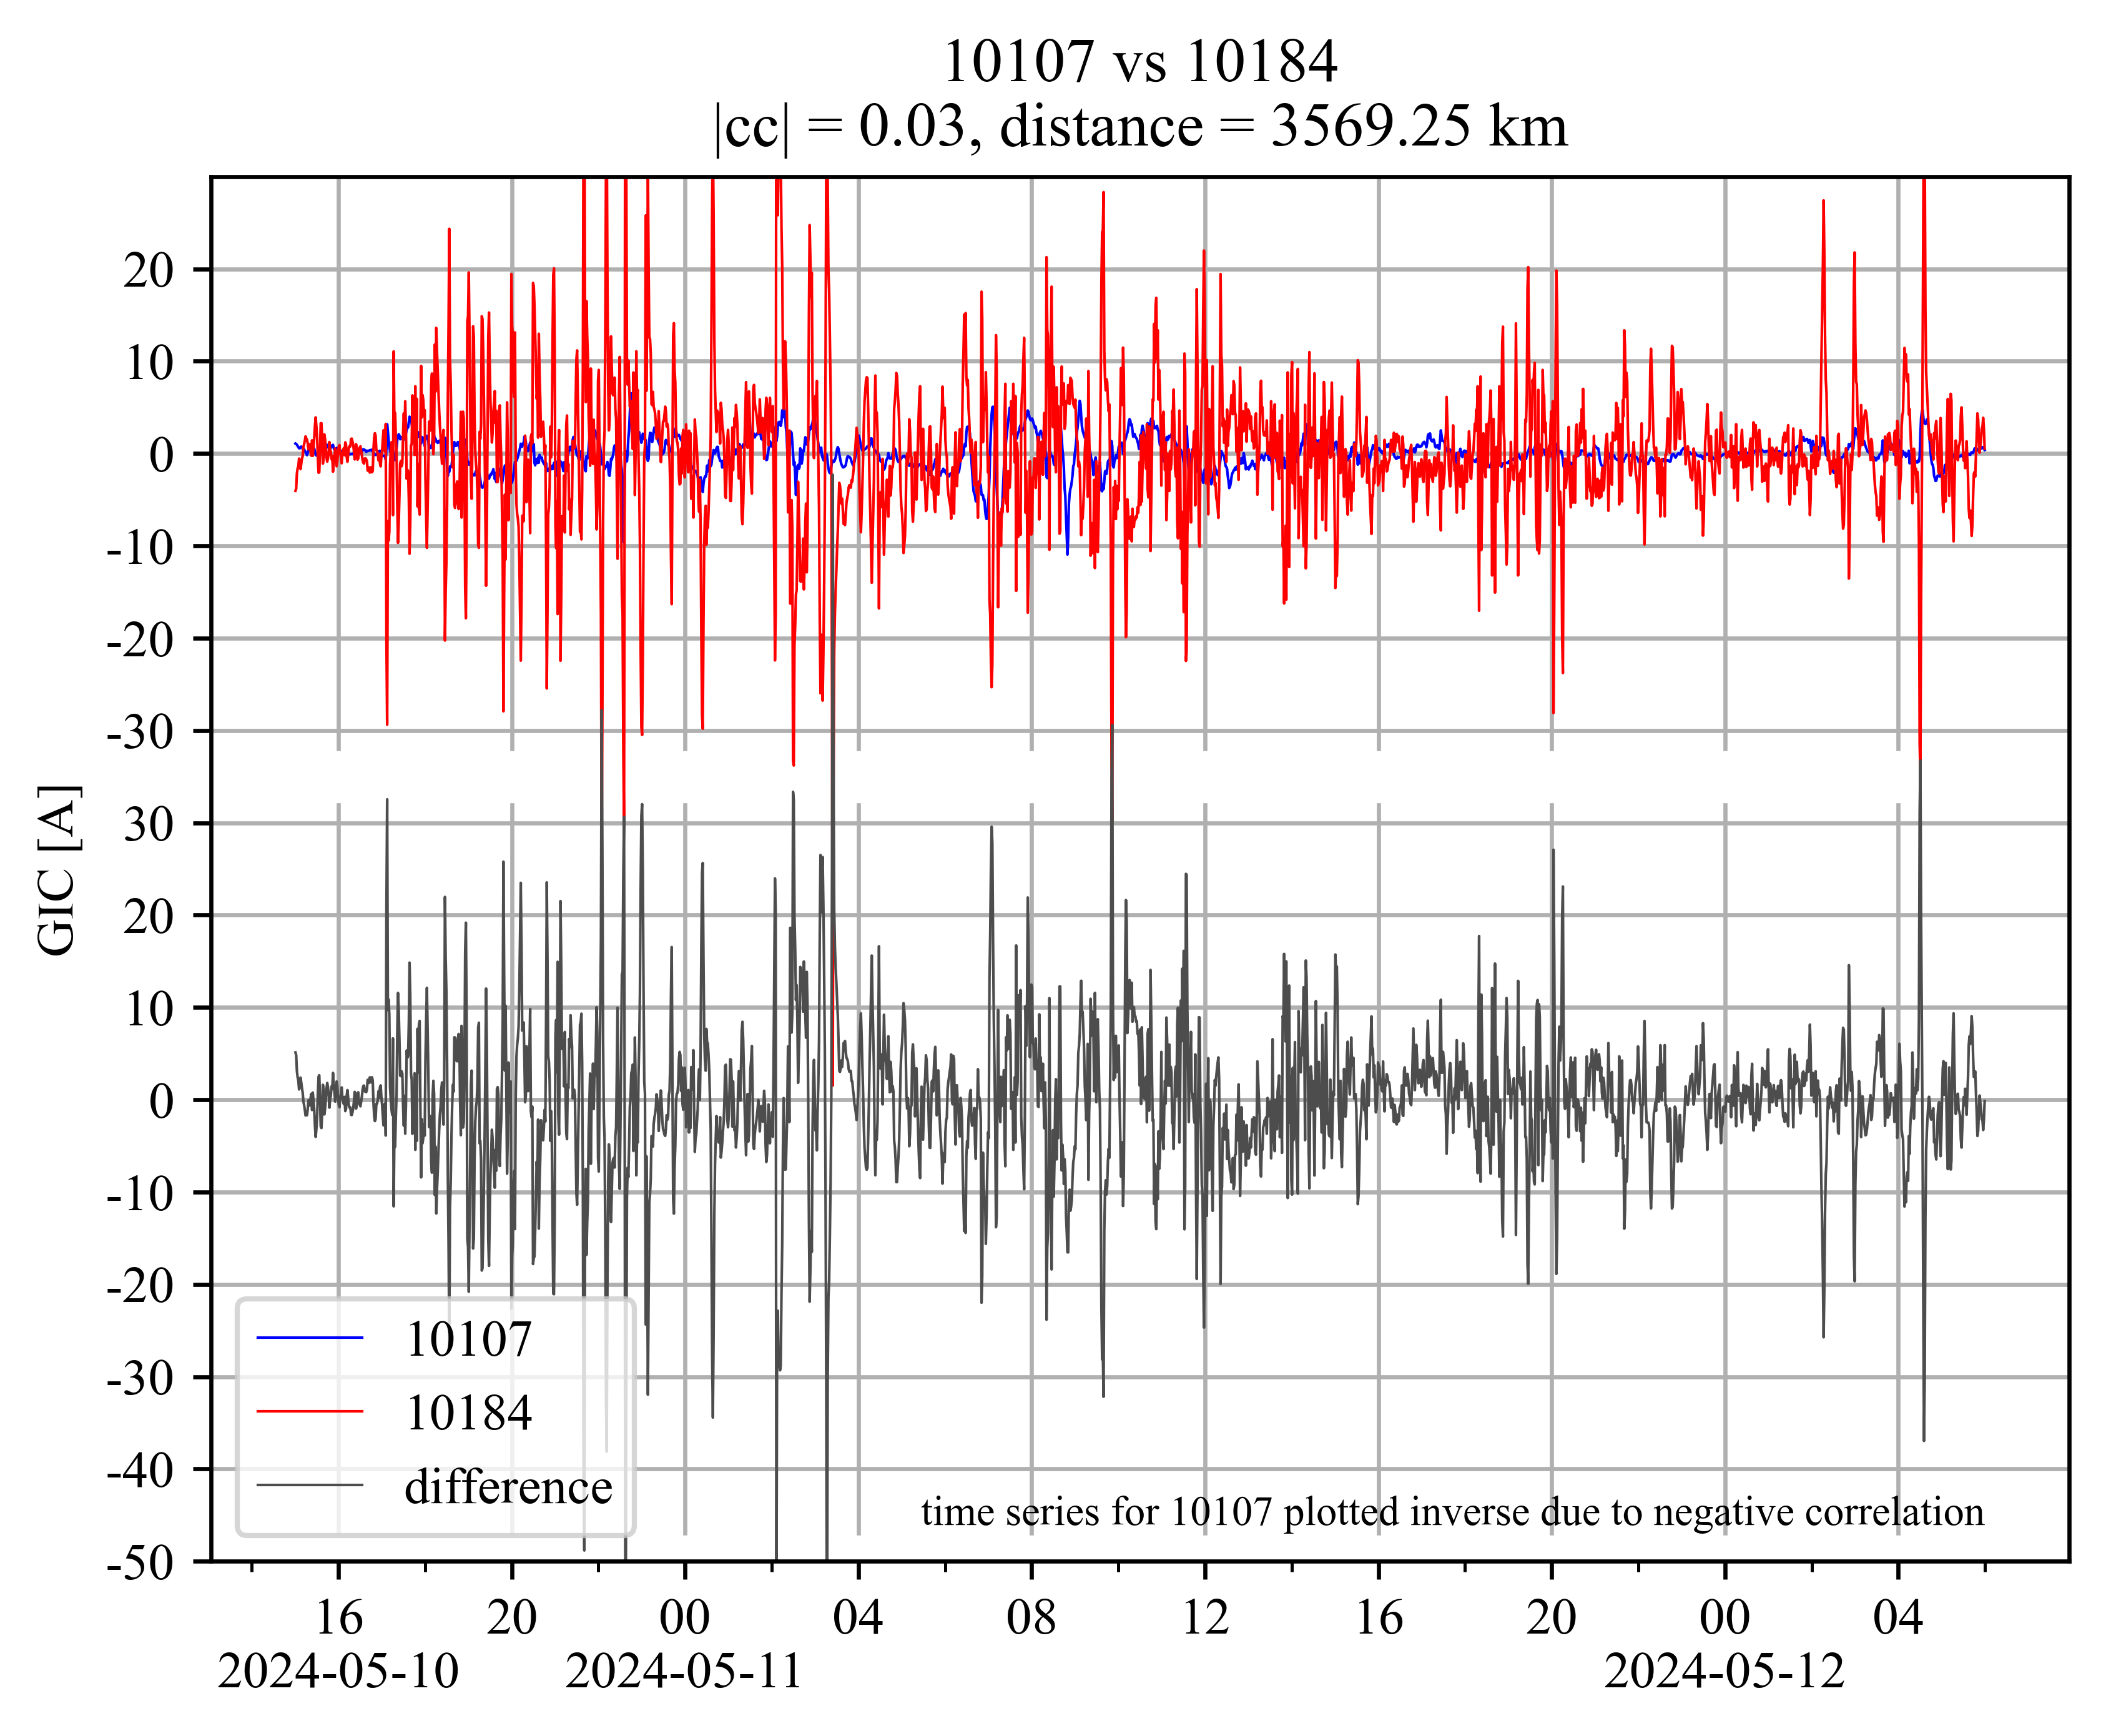 10107 vs 10184
|cc| = 0.03, distance = 3569.25 km
GIC [A]
20
10
0
-10
-20
-30
30
20
10
0
-10
-20
-30
-40
-50
10107
10184
difference
time series for 10107 plotted inverse due to negative correlation
16 20 00 04 08 12 16 20 00 04
2024-05-10 2024-05-11 2024-05-12